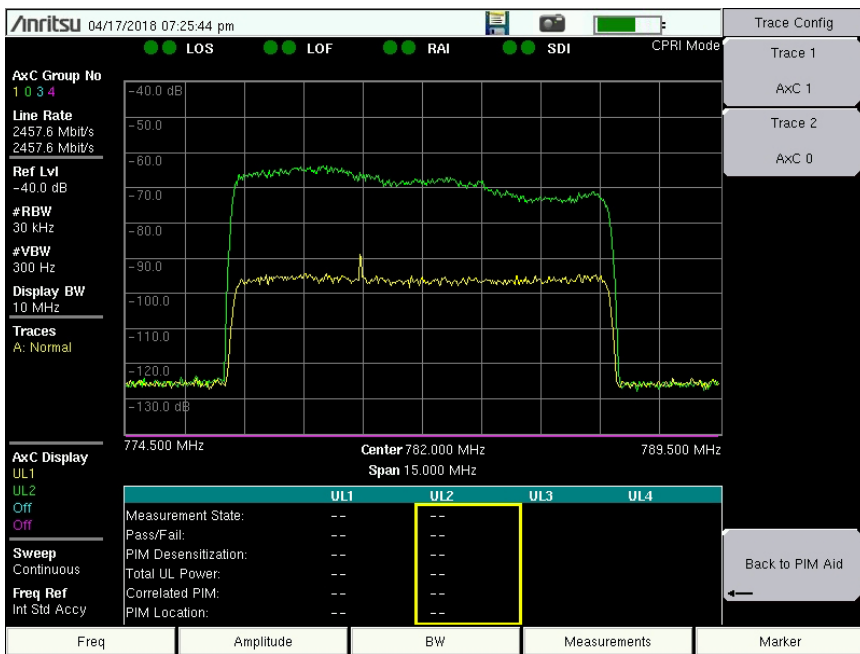 Anritsu 04/17/2018 07:25:44 pm
Trace Config
LOS LOF RAI SDI CPRI Mode
Trace 1
AxC 1
Trace 2
AxC 0
Back to PIM Aid
AxC Group No
1 0 3 4
Line Rate
2457.6 Mbit/s
2457.6 Mbit/s
Ref Lvl
-40.0 dB
#RBW
30 kHz
#VBW
300 Hz
Display BW
10 MHz
Traces
A: Normal
AxC Display
UL1
UL2
Off
Off
Sweep
Continuous
Freq Ref
Int Std Accy
-40.0 dB
-50.0
-60.0
-70.0
-80.0
-90.0
-100.0
-110.0
-120.0
-130.0 dB
774.500 MHz Center 782.000 MHz 789.500 MHz
Span 15.000 MHz
UL1 UL2 UL3 UL4
Measurement State: -- --
Pass/Fail: -- --
PIM Desensitization: -- --
Total UL Power: -- --
Correlated PIM: -- --
PIM Location: -- --
Freq Amplitude BW Measurements Marker